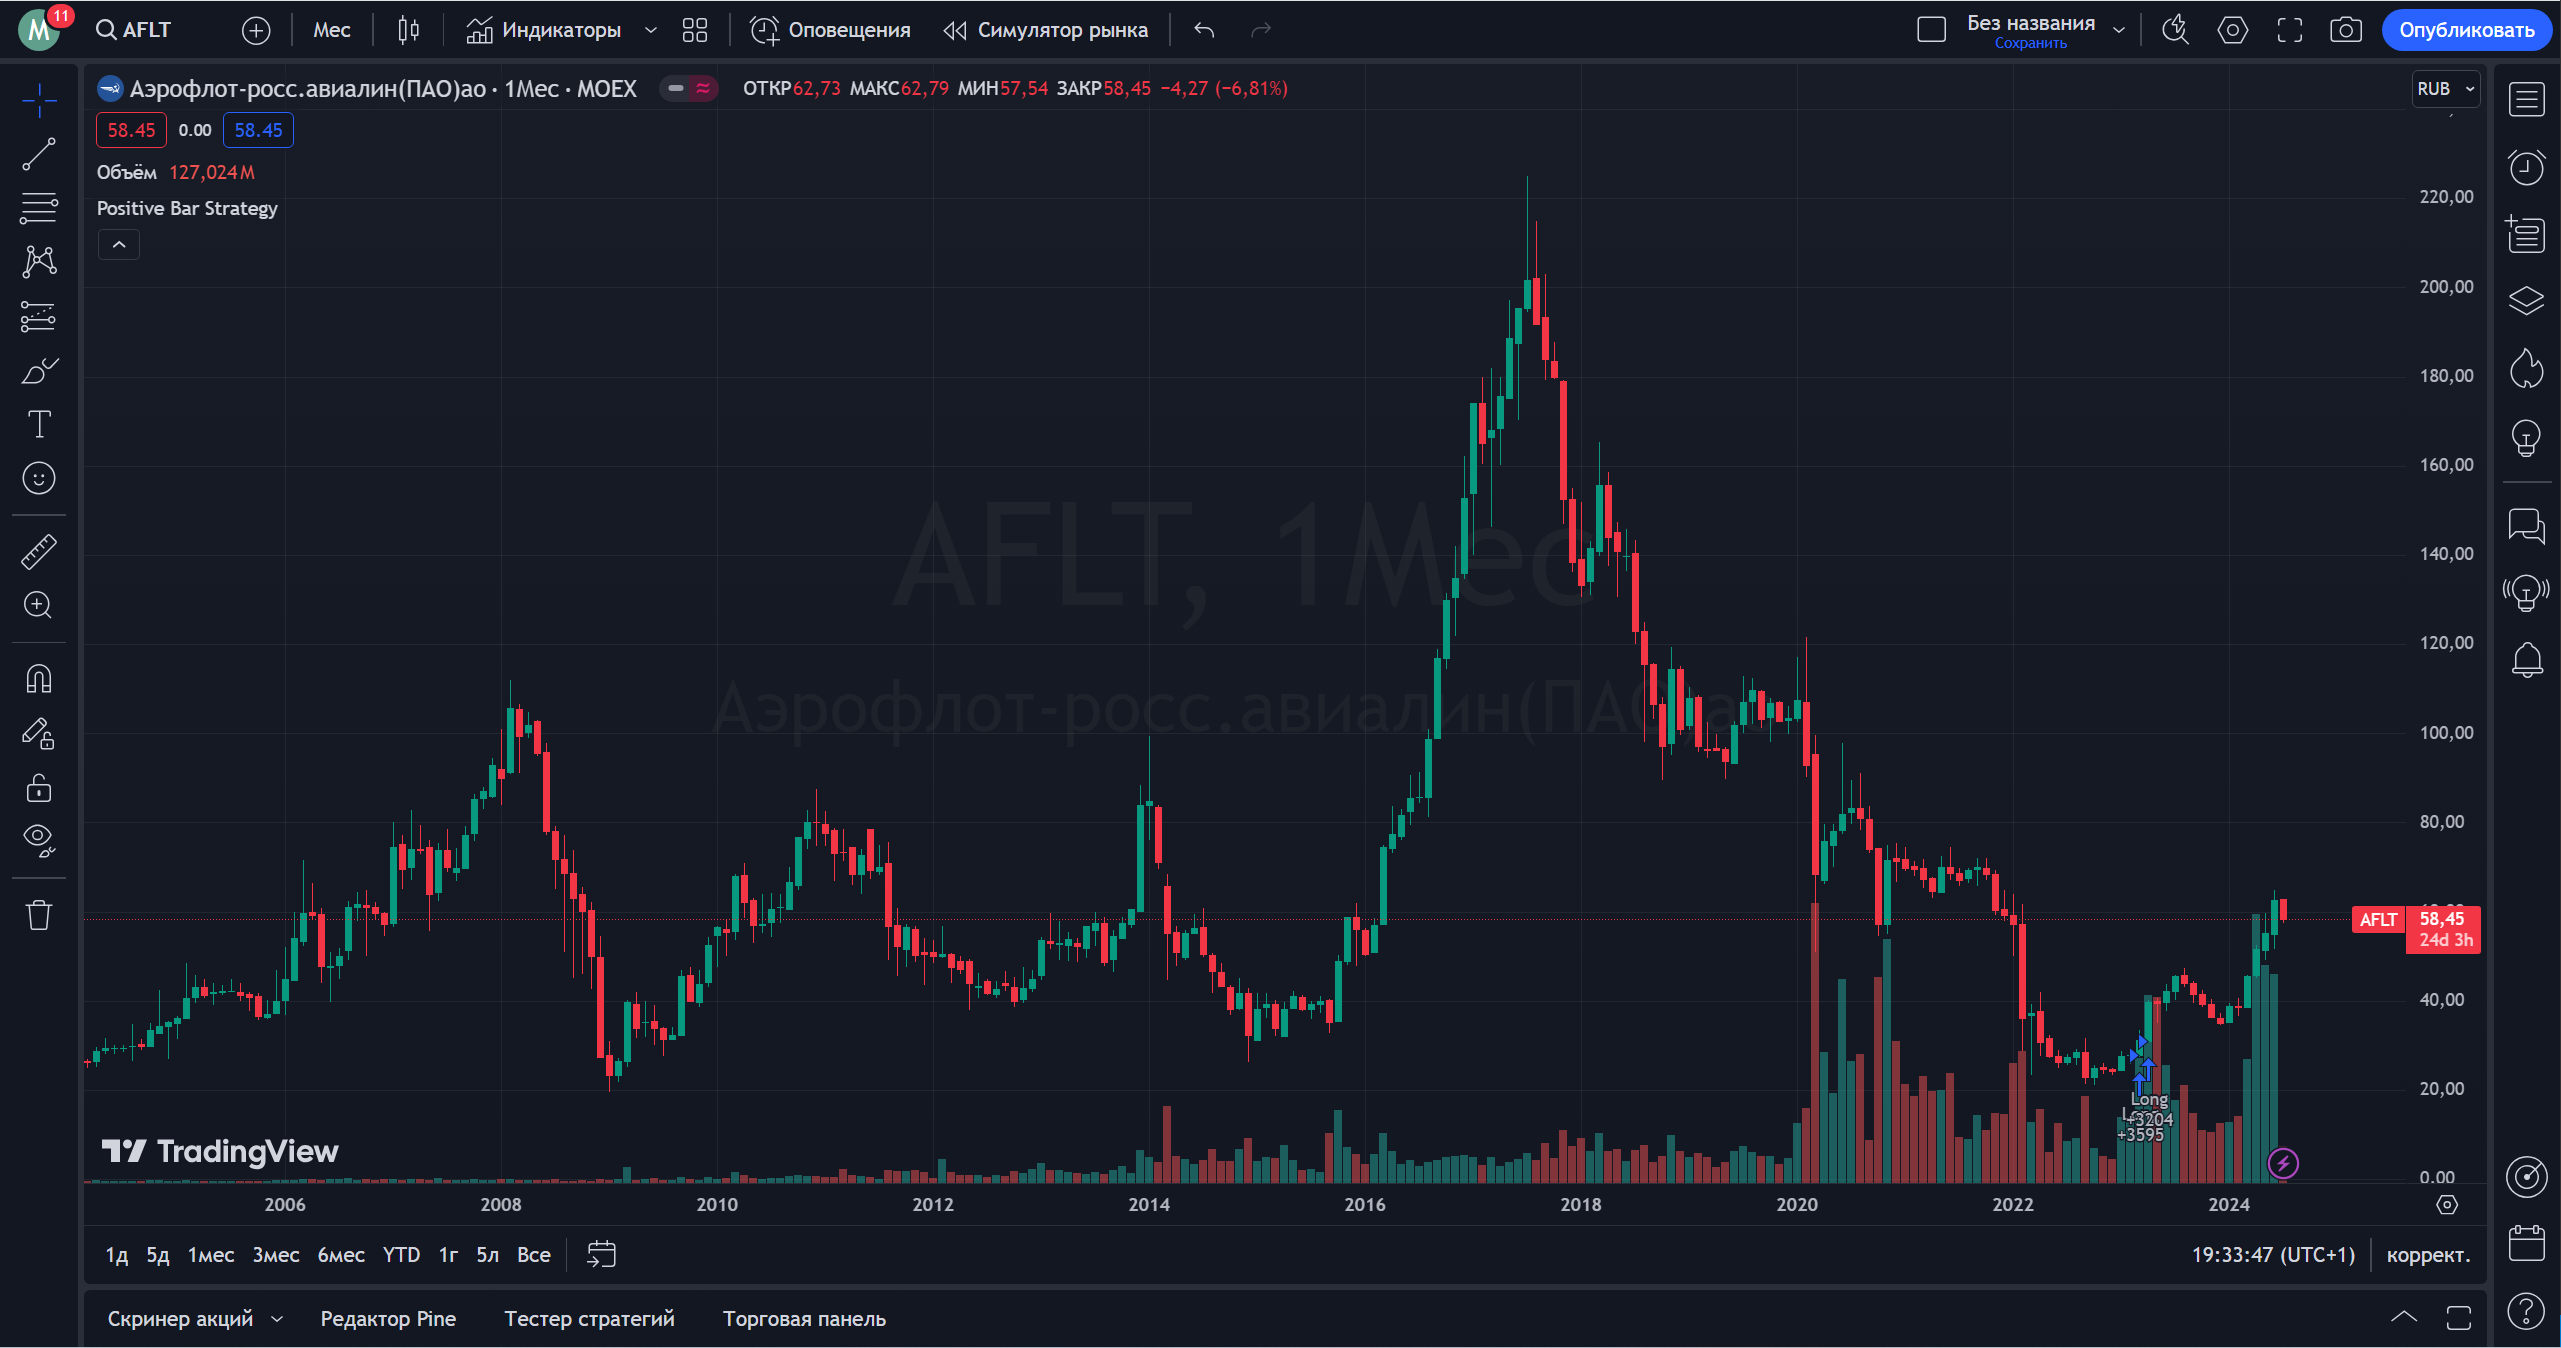 M 11 AFLT Мес Индикаторы Оповещения Симулятор рынка Без названия Опубликовать
Сохранить
Аэрофлот-росс.авиалин(ПАО)ао · 1Мес · MOEX ОТКР62,73 МАКС62,79 МИН57,54 ЗАКР58,45 −4,27 (−6,81%)
RUB
58.45 0.00 58.45
Объём 127,024M
Positive Bar Strategy
220,00
200,00
180,00
160,00
140,00
120,00
100,00
80,00
40,00
20,00
0.00
AFLT, 1Мес
Аэрофлот-росс.авиалин(ПАО)а
AFLT 58,45
24d 3h
Long
+3204
+3595
TradingView
2006 2008 2010 2012 2014 2016 2018 2020 2022 2024
1д 5д 1мес 3мес 6мес YTD 1г 5л Все 19:33:47 (UTC+1) коррект.
Скринер акций Редактор Pine Тестер стратегий Торговая панель